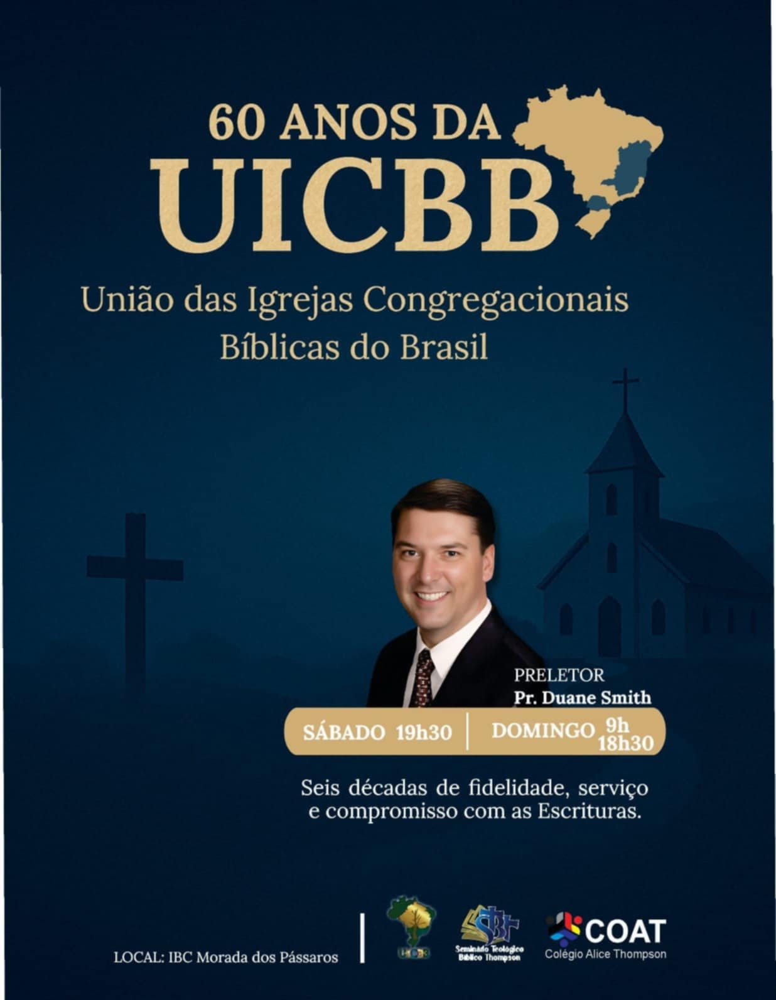 60 ANOS DA
UICBB
União das Igrejas Congregacionais
Bíblicas do Brasil
PRELETOR
Pr. Duane Smith
SÁBADO 19h30
DOMINGO 9h
18h30
Seis décadas de fidelidade, serviço
e compromisso com as Escrituras.
LOCAL: IBC Morada dos Pássaros
UICBB
SBT
Seminário Teológico
Bíblico Thompson
COAT
Colégio Alice Thompson